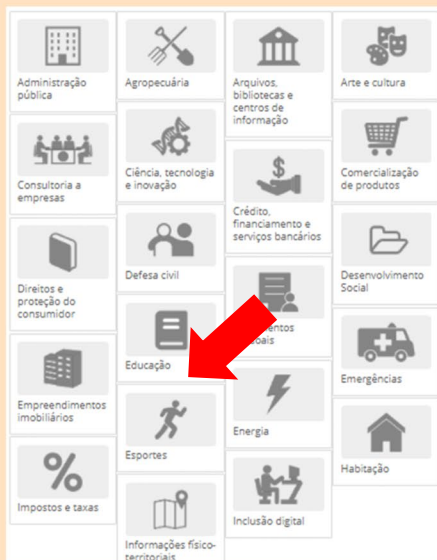 Administração
pública
Agropecuária
Arquivos,
bibliotecas e
centros de
informação
Arte e cultura
Consultoria a
empresas
Ciência, tecnologia
e inovação
Crédito,
financiamento e
serviços bancários
Comercialização
de produtos
Direitos e
proteção do
consumidor
Defesa civil
Desenvolvimento
Social
Educação
Emergências
Empreendimentos
imobiliários
Esportes
Energia
Habitação
%
Impostos e taxas
Inclusão digital
Informações físico-
territoriais